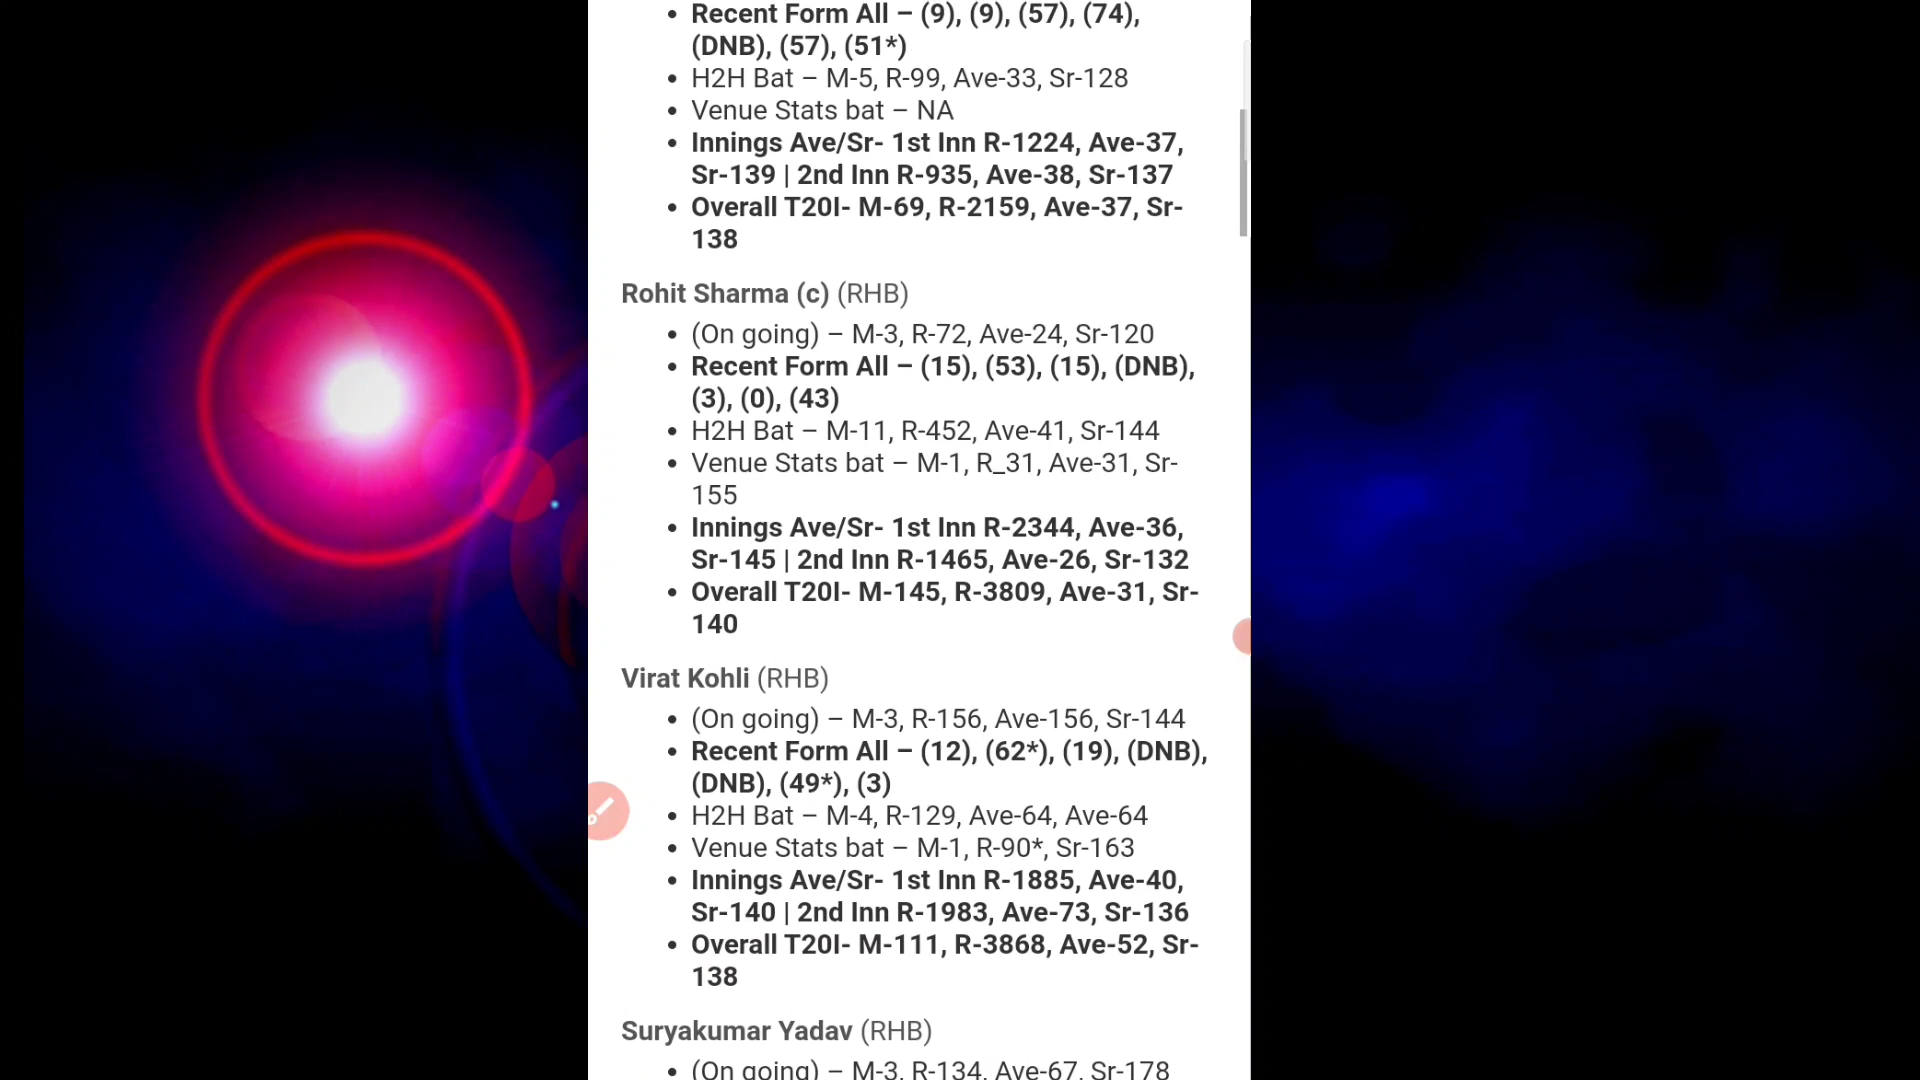 Recent Form All – (9), (9), (57), (74),
(DNB), (57), (51*)
H2H Bat – M-5, R-99, Ave-33, Sr-128
Venue Stats bat – NA
Innings Ave/Sr- 1st Inn R-1224, Ave-37,
Sr-139 | 2nd Inn R-935, Ave-38, Sr-137
Overall T20I- M-69, R-2159, Ave-37, Sr-
138
Rohit Sharma (c) (RHB)
(On going) – M-3, R-72, Ave-24, Sr-120
Recent Form All – (15), (53), (15), (DNB),
(3), (0), (43)
H2H Bat – M-11, R-452, Ave-41, Sr-144
Venue Stats bat – M-1, R_31, Ave-31, Sr-
155
Innings Ave/Sr- 1st Inn R-2344, Ave-36,
Sr-145 | 2nd Inn R-1465, Ave-26, Sr-132
Overall T20I- M-145, R-3809, Ave-31, Sr-
140
Virat Kohli (RHB)
(On going) – M-3, R-156, Ave-156, Sr-144
Recent Form All – (12), (62*), (19), (DNB),
(DNB), (49*), (3)
H2H Bat – M-4, R-129, Ave-64, Ave-64
Venue Stats bat – M-1, R-90*, Sr-163
Innings Ave/Sr- 1st Inn R-1885, Ave-40,
Sr-140 | 2nd Inn R-1983, Ave-73, Sr-136
Overall T20I- M-111, R-3868, Ave-52, Sr-
138
Suryakumar Yadav (RHB)
(On going) – M-3, R-134, Ave-67, Sr-178